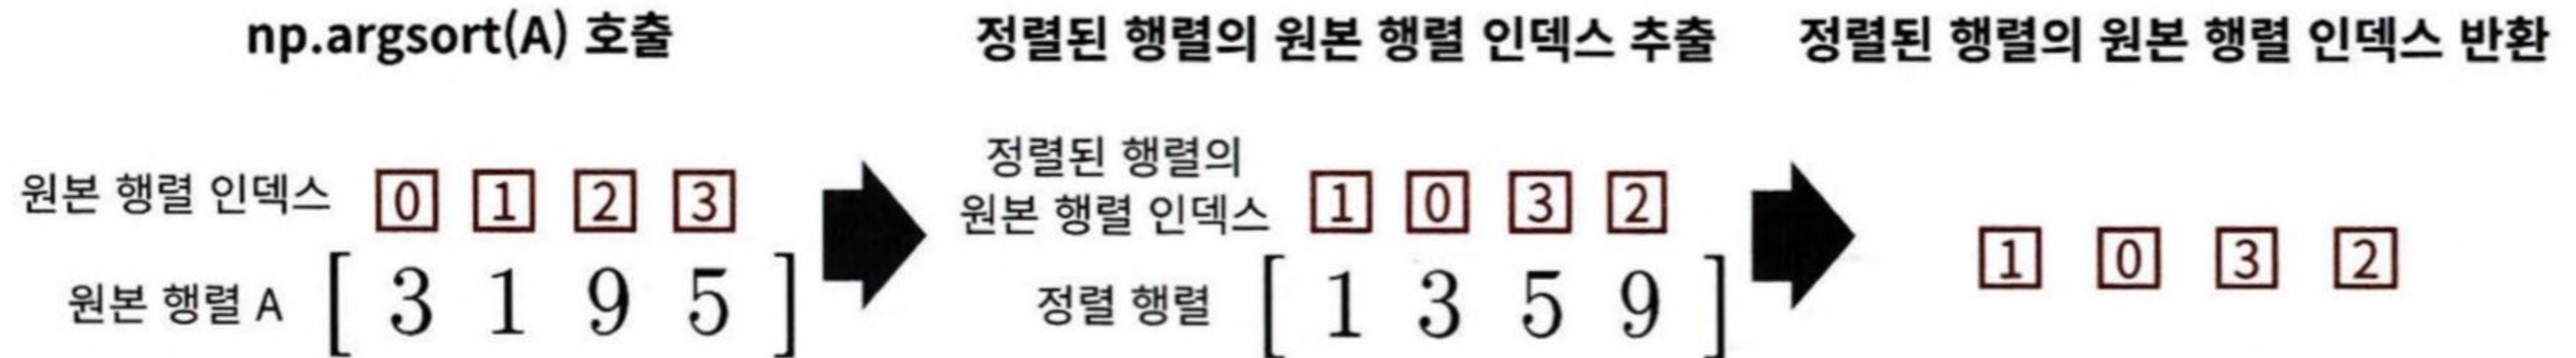 np.argsort(A) 호출
원본 행렬 인덱스 0 1 2 3
원본 행렬 A [ 3 1 9 5 ]
정렬된 행렬의 원본 행렬 인덱스 추출
정렬된 행렬의
원본 행렬 인덱스 1 0 3 2
정렬 행렬 [ 1 3 5 9 ]
정렬된 행렬의 원본 행렬 인덱스 반환
1 0 3 2